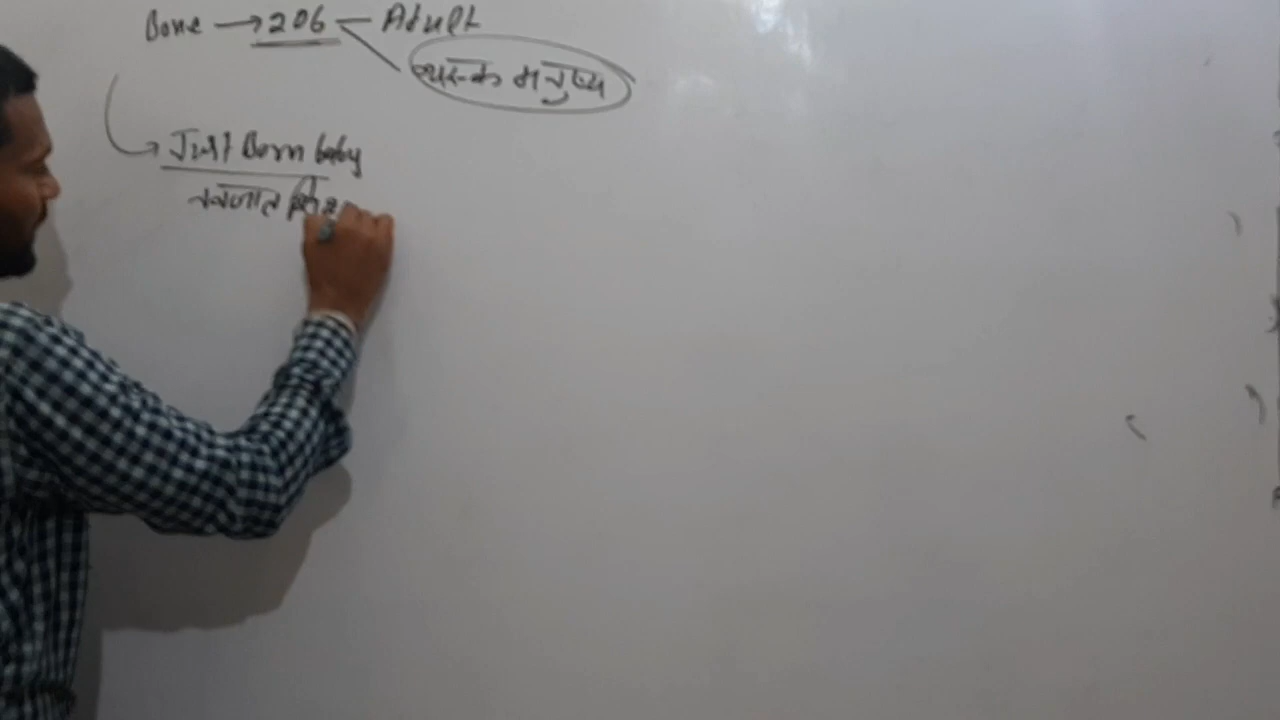 Bone → 206 — Adult
व्यस्क मनुष्य
Just Born baby
नवजात